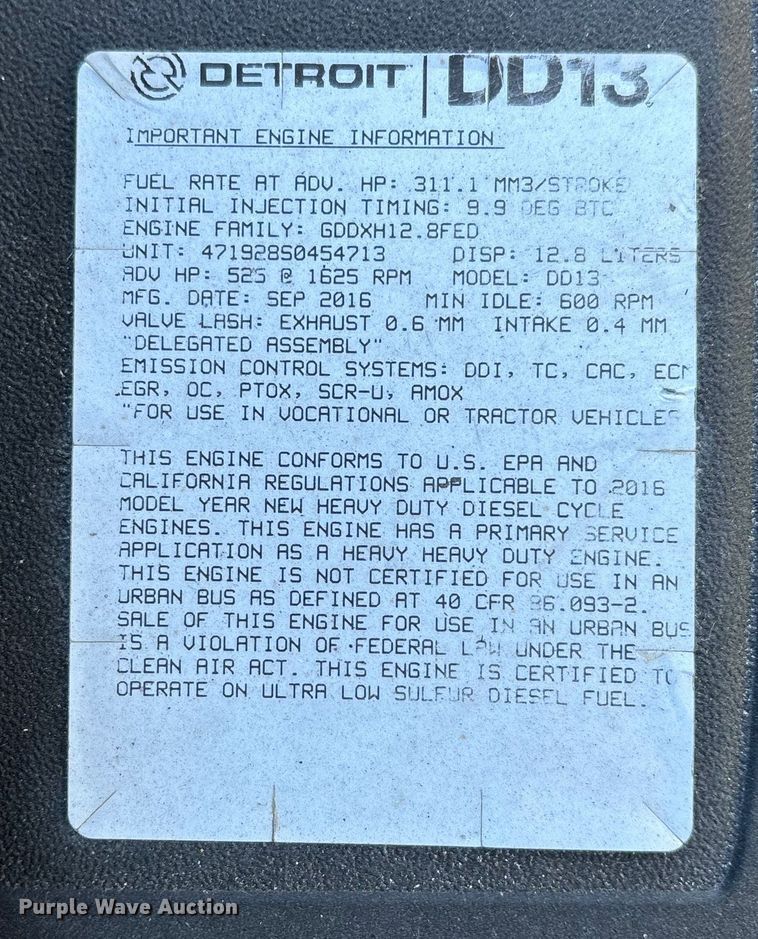 DETROIT DD13
IMPORTANT ENGINE INFORMATION
FUEL RATE AT ADV. HP: 311.1 MM3/STROKE
INITIAL INJECTION TIMING: 9.9 DEG BTC
ENGINE FAMILY: GDDXH12.8FED
UNIT: 471928S0454713 DISP: 12.8 LITERS
ADV HP: 525 @ 1625 RPM MODEL: DD13
MFG. DATE: SEP 2016 MIN IDLE: 600 RPM
VALVE LASH: EXHAUST 0.6 MM INTAKE 0.4 MM
"DELEGATED ASSEMBLY"
EMISSION CONTROL SYSTEMS: DDI, TC, CAC, ECM
EGR, OC, PTOX, SCR-U, AMOX
"FOR USE IN VOCATIONAL OR TRACTOR VEHICLES
THIS ENGINE CONFORMS TO U.S. EPA AND
CALIFORNIA REGULATIONS APPLICABLE TO 2016
MODEL YEAR NEW HEAVY DUTY DIESEL CYCLE
ENGINES. THIS ENGINE HAS A PRIMARY SERVICE
APPLICATION AS A HEAVY HEAVY DUTY ENGINE.
THIS ENGINE IS NOT CERTIFIED FOR USE IN AN
URBAN BUS AS DEFINED AT 40 CFR 86.093-2.
SALE OF THIS ENGINE FOR USE IN AN URBAN BUS
IS A VIOLATION OF FEDERAL LAW UNDER THE
CLEAN AIR ACT. THIS ENGINE IS CERTIFIED TO
OPERATE ON ULTRA LOW SULFUR DIESEL FUEL.
Purple Wave Auction